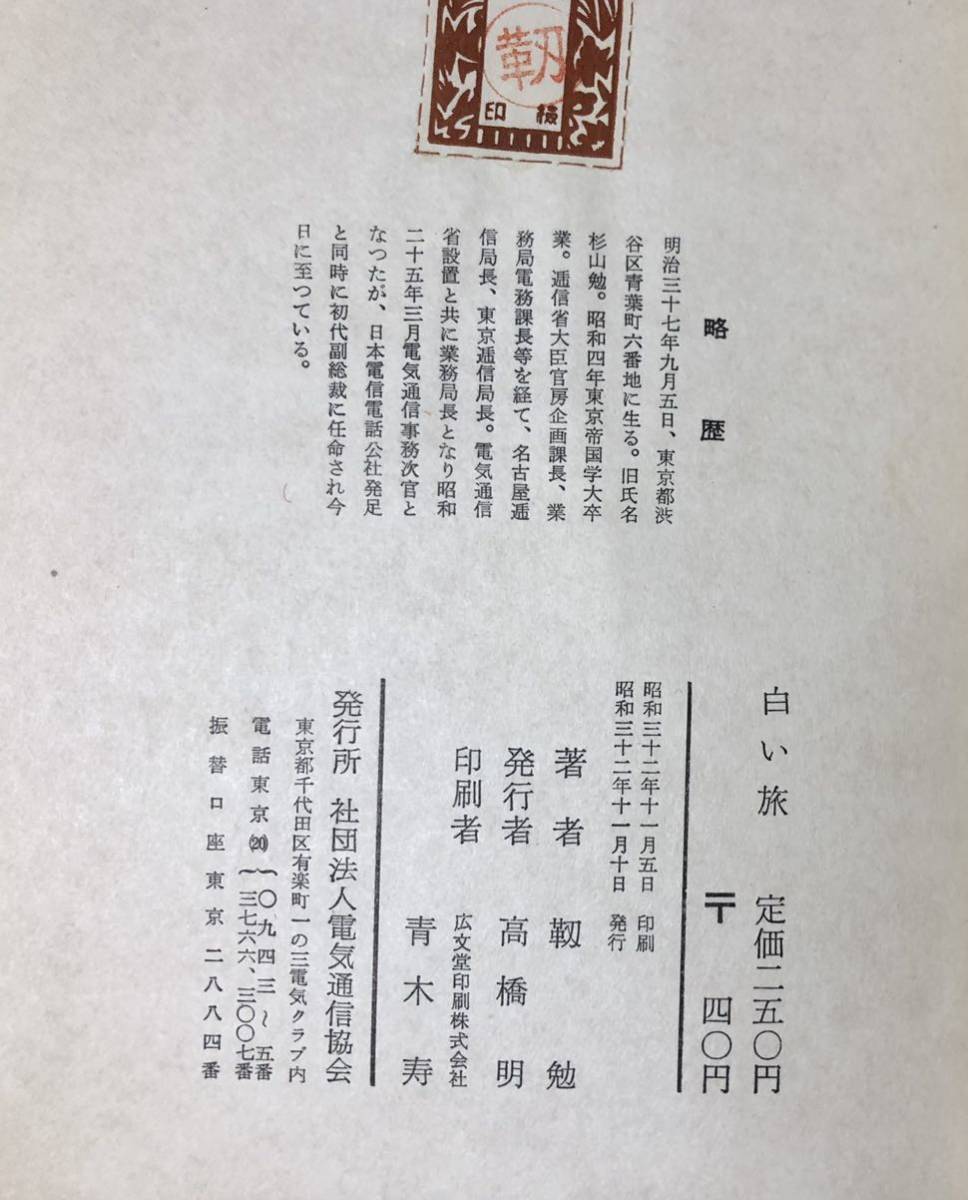 靱
検印
略歴
明治三十七年九月五日、東京都渋
谷区青葉町六番地に生る。旧氏名
杉山勉。昭和四年東京帝国学大卒
業。逓信省大臣官房企画課長、業
務局電務課長等を経て、名古屋逓
信局長、東京逓信局長。電気通信
省設置と共に業務局長となり昭和
二十五年三月電気通信事務次官と
なつたが、日本電信電話公社発足
と同時に初代副総裁に任命され今
日に至つている。
白い旅 定価二五〇円
〒 四〇円
昭和三十二年十一月五日 印刷
昭和三十二年十一月十日 発行
著者 靱勉
発行者 高橋明
印刷者 広文堂印刷株式会社
青木寿
発行所 社団法人電気通信協会
東京都千代田区有楽町一の三電気クラブ内
電話東京⒇〇九四三~五番
三七六六、三〇〇七番
振替口座東京二八八四番